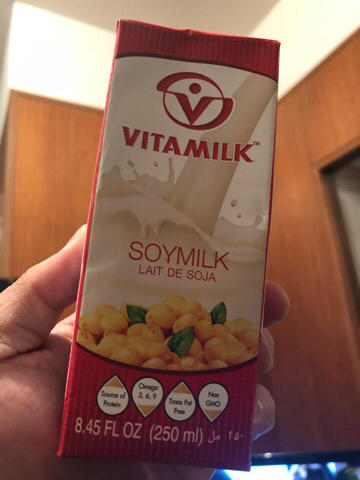 VITAMILK™
SOYMILK
LAIT DE SOJA
Source of Protein
Omega 3, 6, 9
Trans Fat Free
Non GMO
8.45 FL OZ (250 ml) ٢٥٠ مل